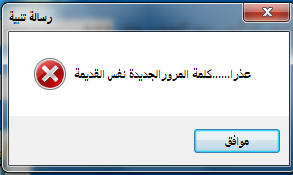 رسالة تنبية
عذرا......كلمة المرورالجديدة نفس القديمة
موافق